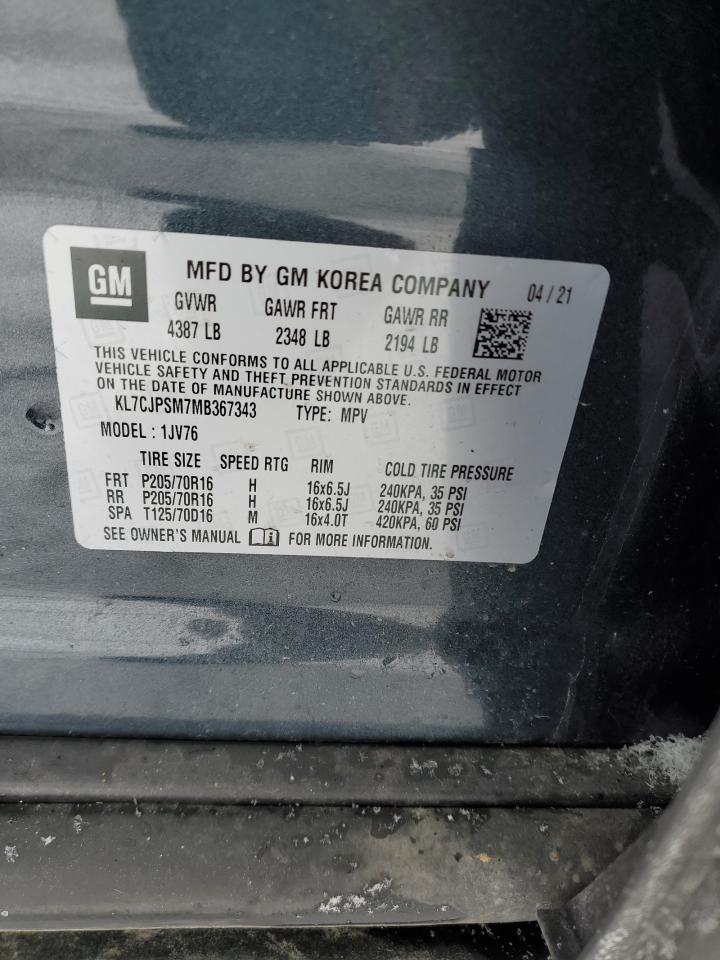 GM
MFD BY GM KOREA COMPANY 04 / 21
GVWR GAWR FRT GAWR RR
4387 LB 2348 LB 2194 LB
THIS VEHICLE CONFORMS TO ALL APPLICABLE U.S. FEDERAL MOTOR
VEHICLE SAFETY AND THEFT PREVENTION STANDARDS IN EFFECT
ON THE DATE OF MANUFACTURE SHOWN ABOVE.
KL7CJPSM7MB367343 TYPE: MPV
MODEL : 1JV76
TIRE SIZE SPEED RTG RIM COLD TIRE PRESSURE
FRT P205/70R16 H 16x6.5J 240KPA, 35 PSI
RR P205/70R16 H 16x6.5J 240KPA, 35 PSI
SPA T125/70D16 M 16x4.0T 420KPA, 60 PSI
SEE OWNER'S MANUAL FOR MORE INFORMATION.